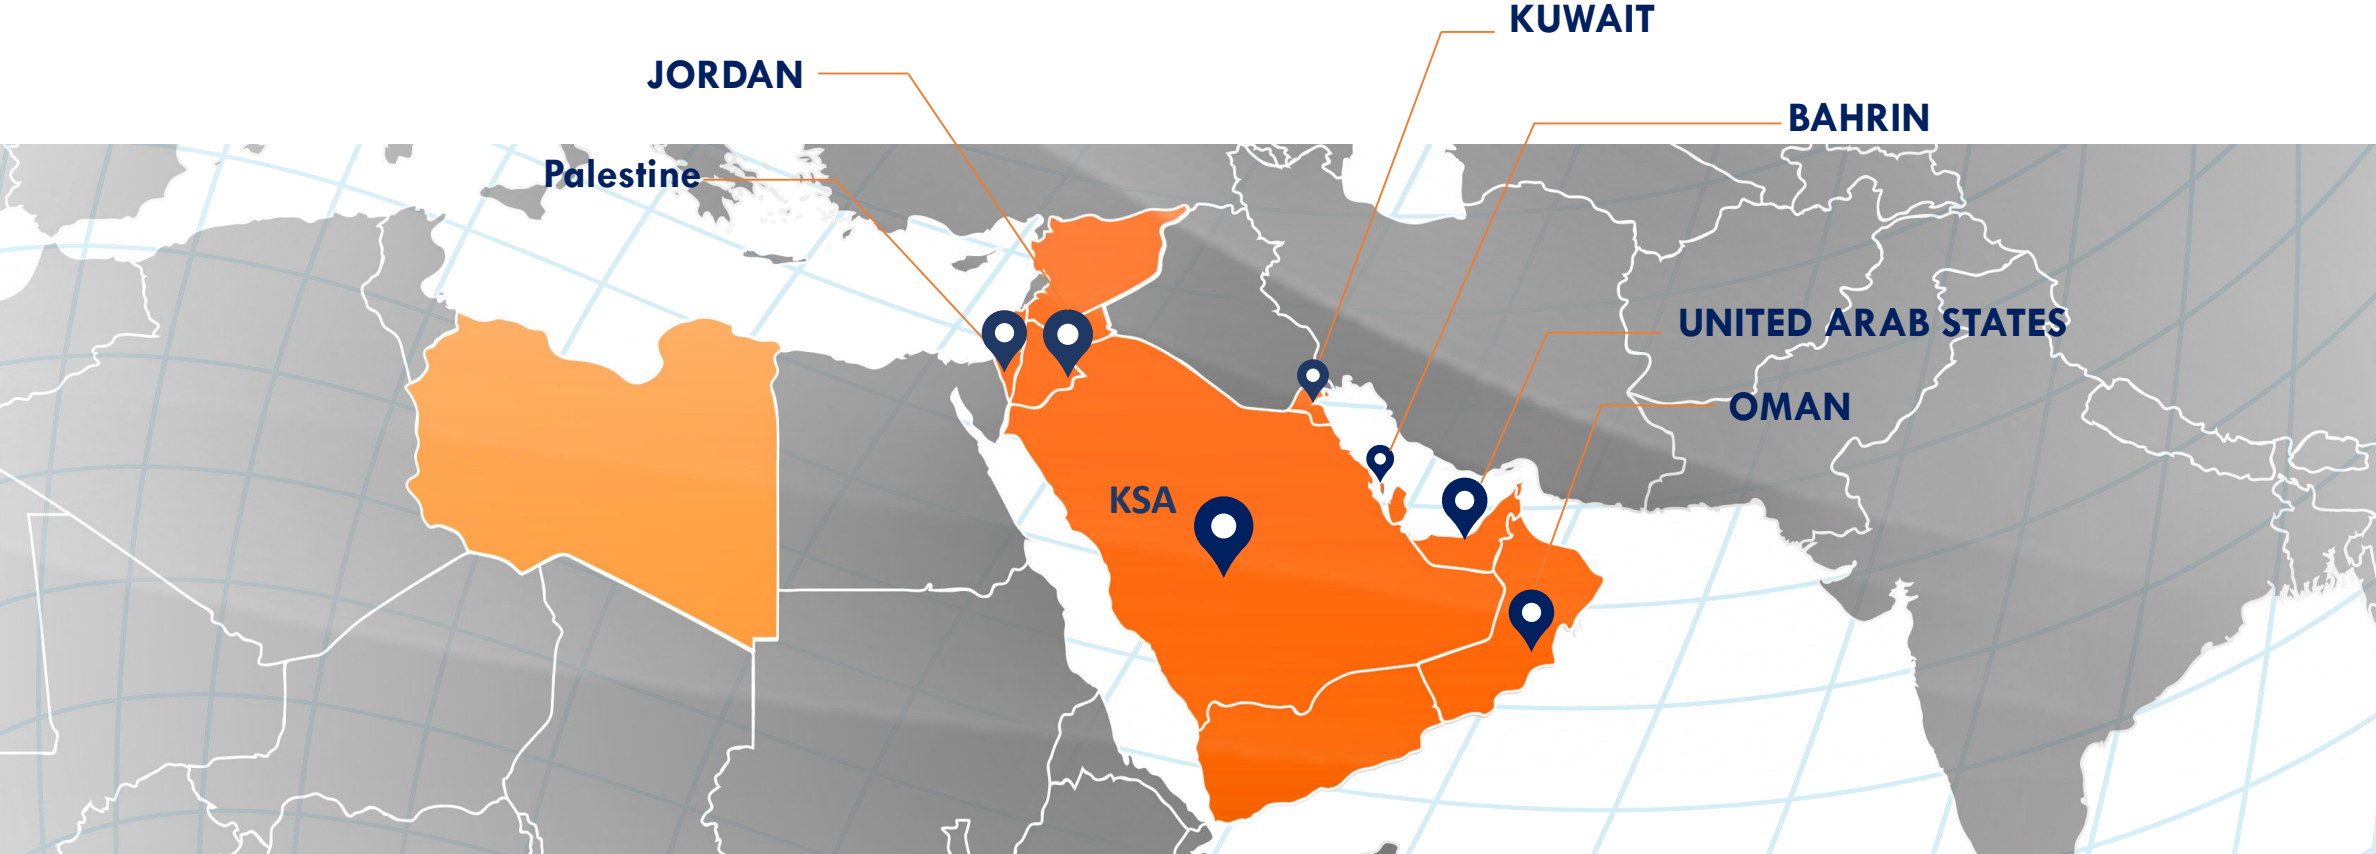 KUWAIT
JORDAN
BAHRIN
Palestine
UNITED ARAB STATES
OMAN
KSA